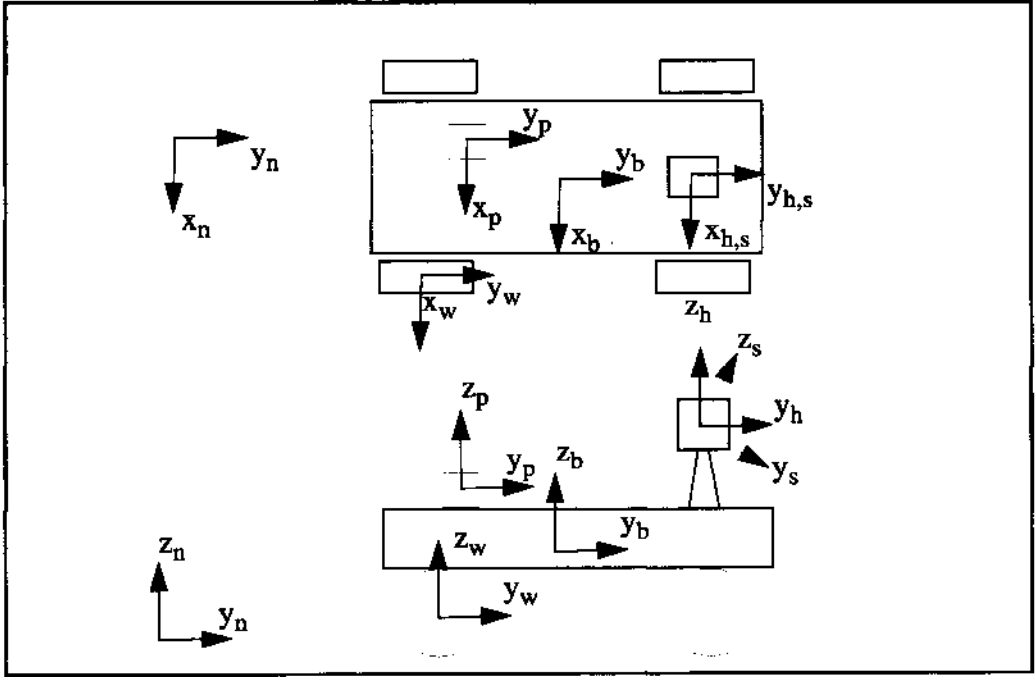 y_p
y_n
y_b
y_h,s
x_n
x_p
x_b
x_h,s
y_w
x_w
z_h
z_s
z_p
y_h
z_b
y_p
y_s
y_b
z_w
z_n
y_w
y_n